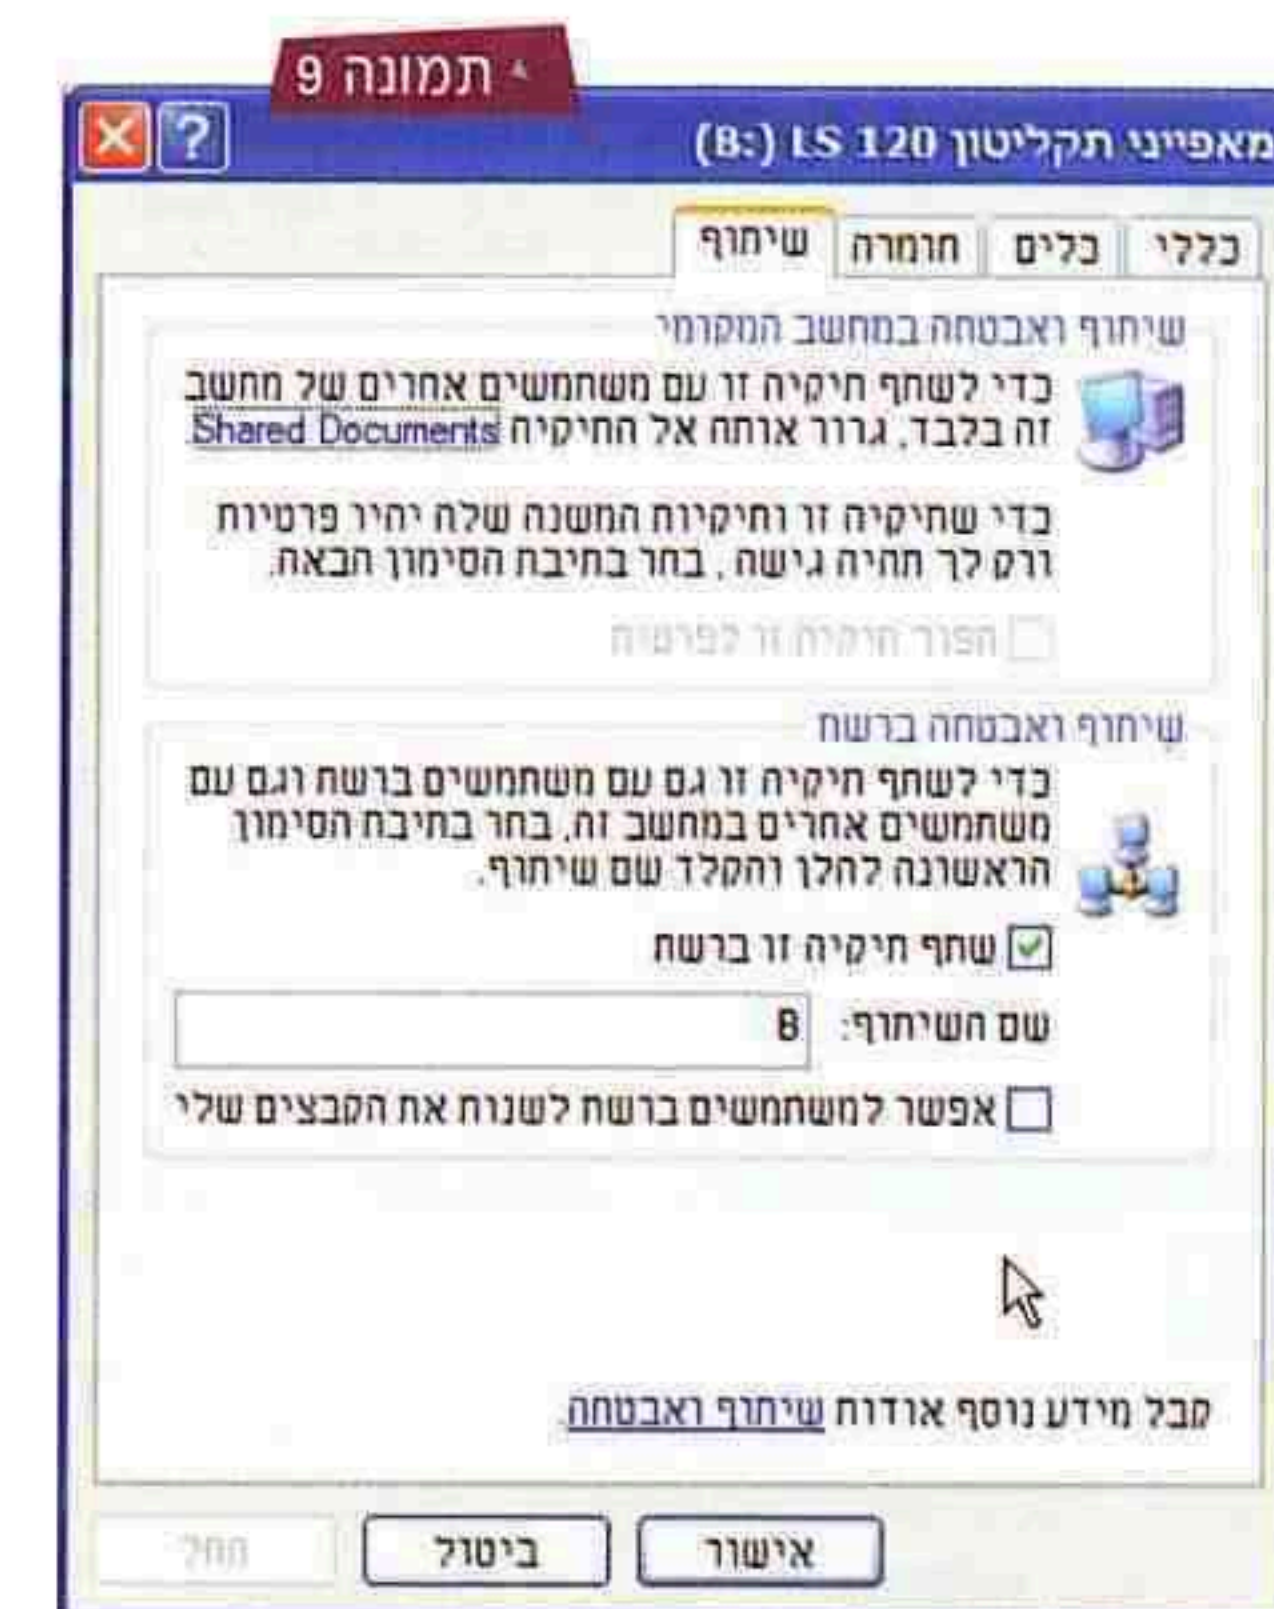 תמונה 9
מאפייני תקליטון LS 120 (B:)
כללי כלים חומרה שיתוף
שיתוף ואבטחה במחשב המקומי
כדי לשתף תיקיה זו עם משתמשים אחרים של מחשב
זה בלבד, גרור אותה אל התיקיה Shared Documents.
כדי שתיקיה זו ותיקיות המשנה שלה יהיו פרטיות
ורק לך תהיה גישה, בחר בתיבת הסימון הבאה.
הפוך תיקיה זו לפרטית
שיתוף ואבטחה ברשת
כדי לשתף תיקיה זו גם עם משתמשים ברשת וגם עם
משתמשים אחרים במחשב זה, בחר בתיבת הסימון
הראשונה להלן והקלד שם שיתוף.
שתף תיקיה זו ברשת
שם השיתוף: B
אפשר למשתמשים ברשת לשנות את הקבצים שלי
קבל מידע נוסף אודות שיתוף ואבטחה.
אישור ביטול החל